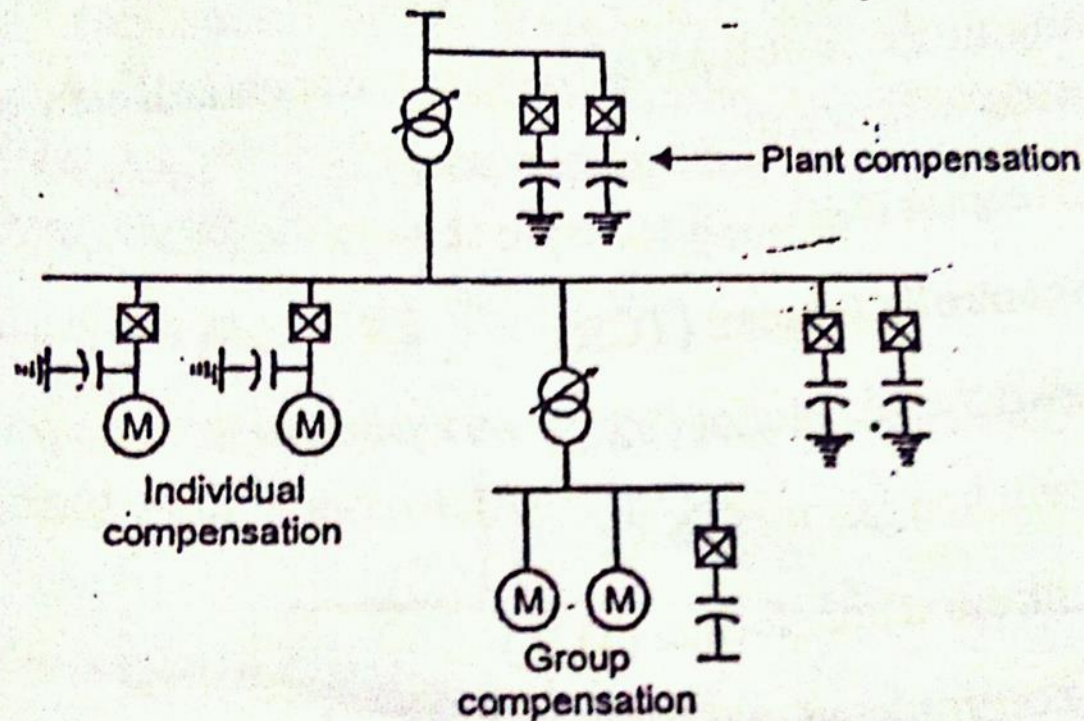 Plant compensation
M
M
Individual
compensation
M
M
Group
compensation